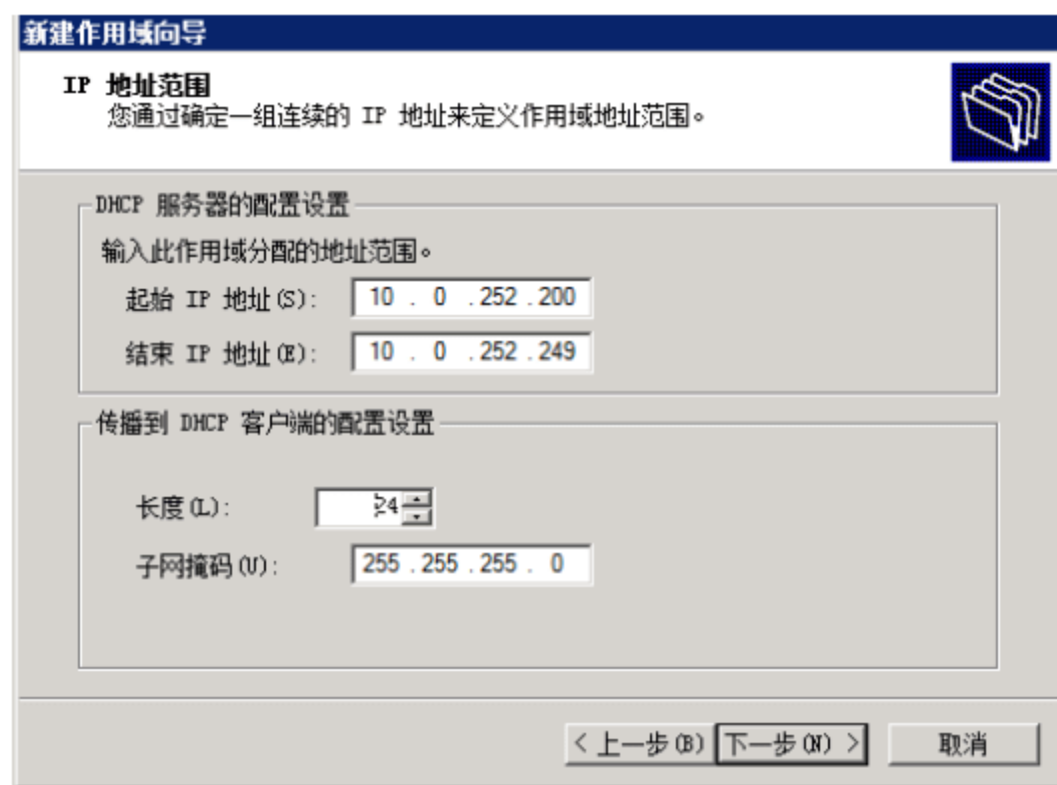 新建作用域向导
IP 地址范围
您通过确定一组连续的 IP 地址来定义作用域地址范围。
DHCP 服务器的配置设置
输入此作用域分配的地址范围。
起始 IP 地址(S): 10 . 0 .252 .200
结束 IP 地址(E): 10 . 0 .252 .249
传播到 DHCP 客户端的配置设置
长度(L): 24
子网掩码(U): 255 .255 .255 . 0
< 上一步(B) 下一步(N) > 取消